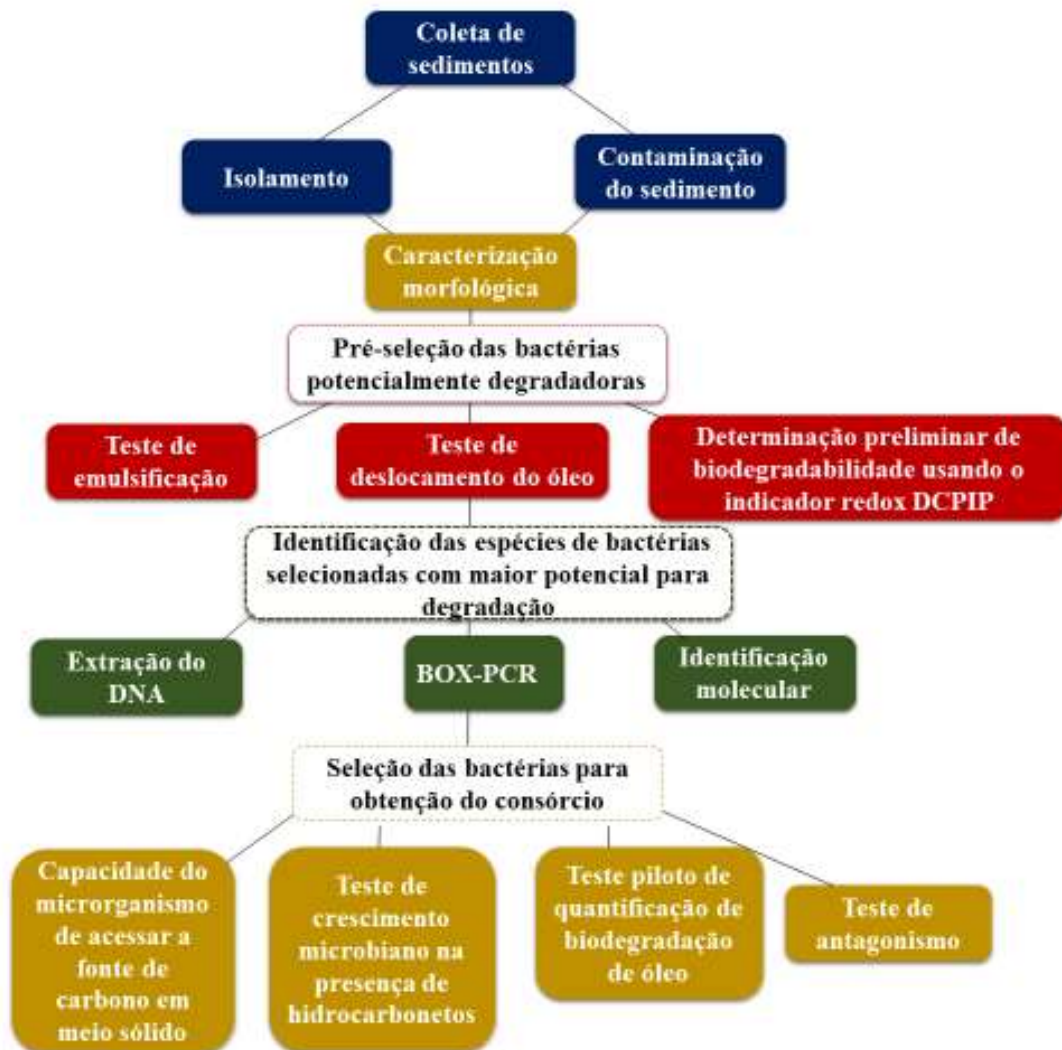 Coleta de
sedimentos
Isolamento
Contaminação
do sedimento
Caracterização
morfológica
Pré-seleção das bactérias
potencialmente degradadoras
Teste de
emulsificação
Teste de
deslocamento do óleo
Determinação preliminar de
biodegradabilidade usando o
indicador redox DCPIP
Identificação das espécies de bactérias
selecionadas com maior potencial para
degradação
Extração do
DNA
BOX-PCR
Identificação
molecular
Seleção das bactérias para
obtenção do consórcio
Capacidade do
microrganismo
de acessar a
fonte de
carbono em
meio sólido
Teste de
crescimento
microbiano na
presença de
hidrocarbonetos
Teste piloto de
quantificação de
biodegradação
de óleo
Teste de
antagonismo